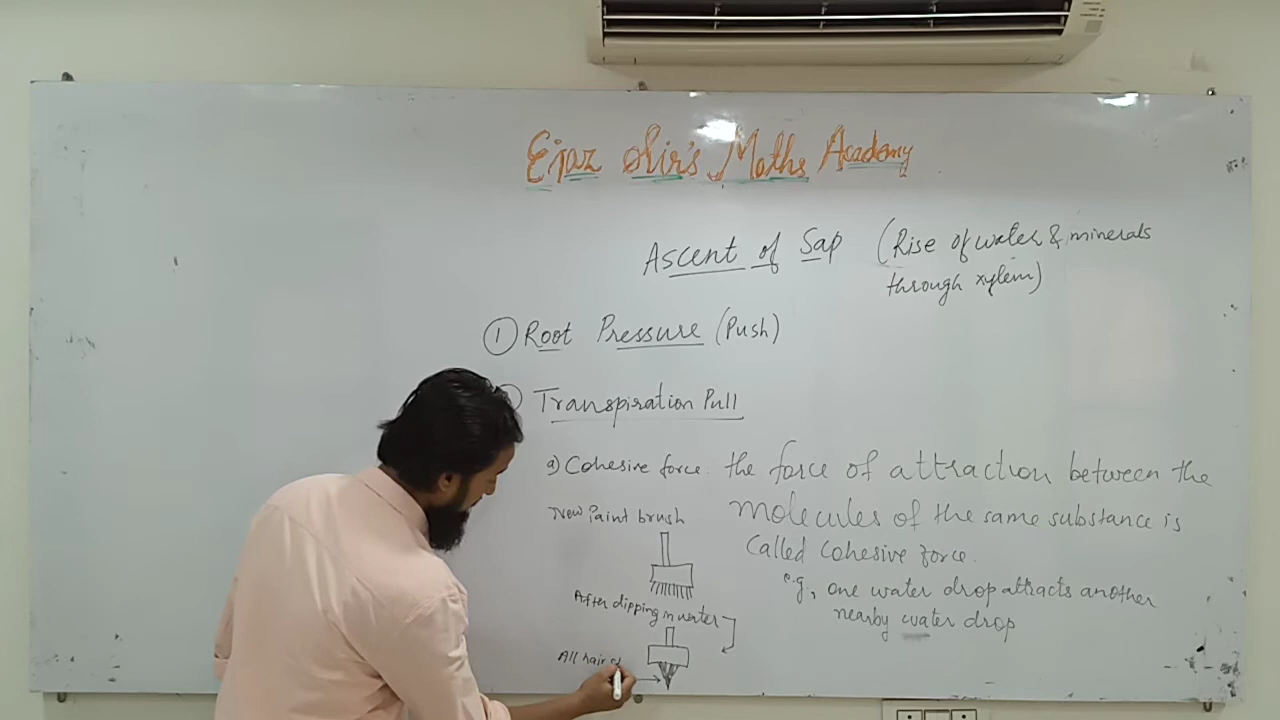 Ejaz Sir's Maths Academy
Ascent of Sap (Rise of water & minerals
through xylem)
1 Root Pressure (Push)
Transpiration Pull
a) Cohesive force. the force of attraction between the
molecules of the same substance is
called Cohesive force.
e.g., one water drop attracts another
nearby water drop
New Paint brush
After dipping in water
All hair